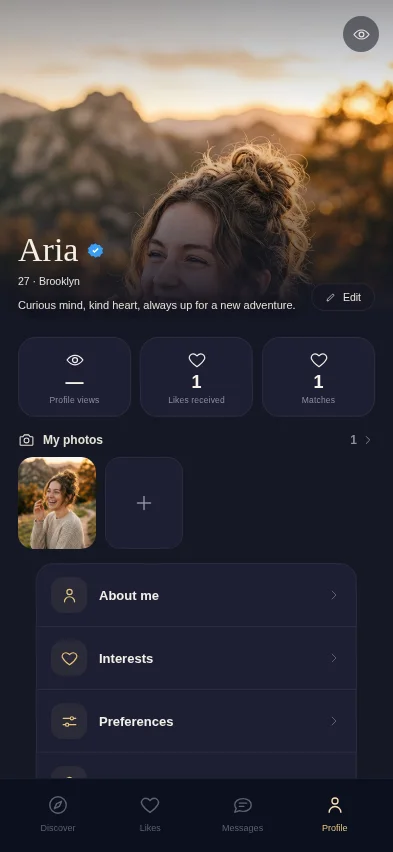 Aria
27 · Brooklyn
Curious mind, kind heart, always up for a new adventure.
Edit
—
Profile views
1
Likes received
1
Matches
My photos
1
About me
Interests
Preferences
Discover
Likes
Messages
Profile